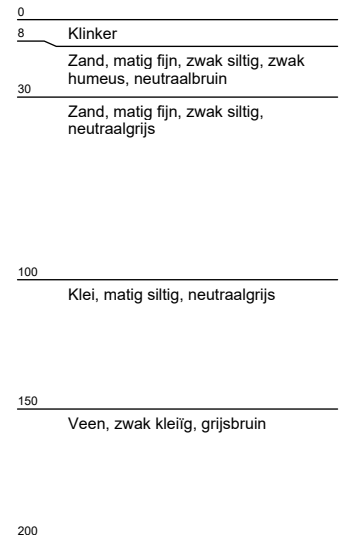 0
8 Klinker
Zand, matig fijn, zwak siltig, zwak
humeus, neutraalbruin
30
Zand, matig fijn, zwak siltig,
neutraalgrijs
100
Klei, matig siltig, neutraalgrijs
150
Veen, zwak kleiïg, grijsbruin
200